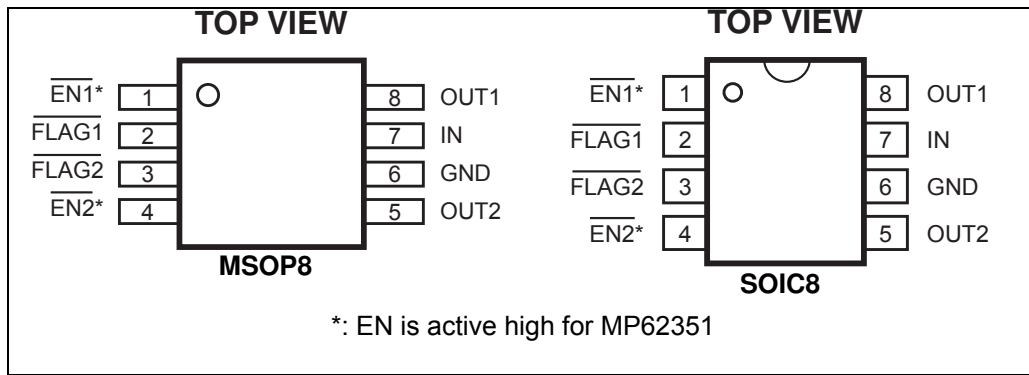 TOP VIEW
EN1* 1 8 OUT1
FLAG1 2 7 IN
FLAG2 3 6 GND
EN2* 4 5 OUT2
MSOP8
TOP VIEW
EN1* 1 8 OUT1
FLAG1 2 7 IN
FLAG2 3 6 GND
EN2* 4 5 OUT2
SOIC8
*: EN is active high for MP62351